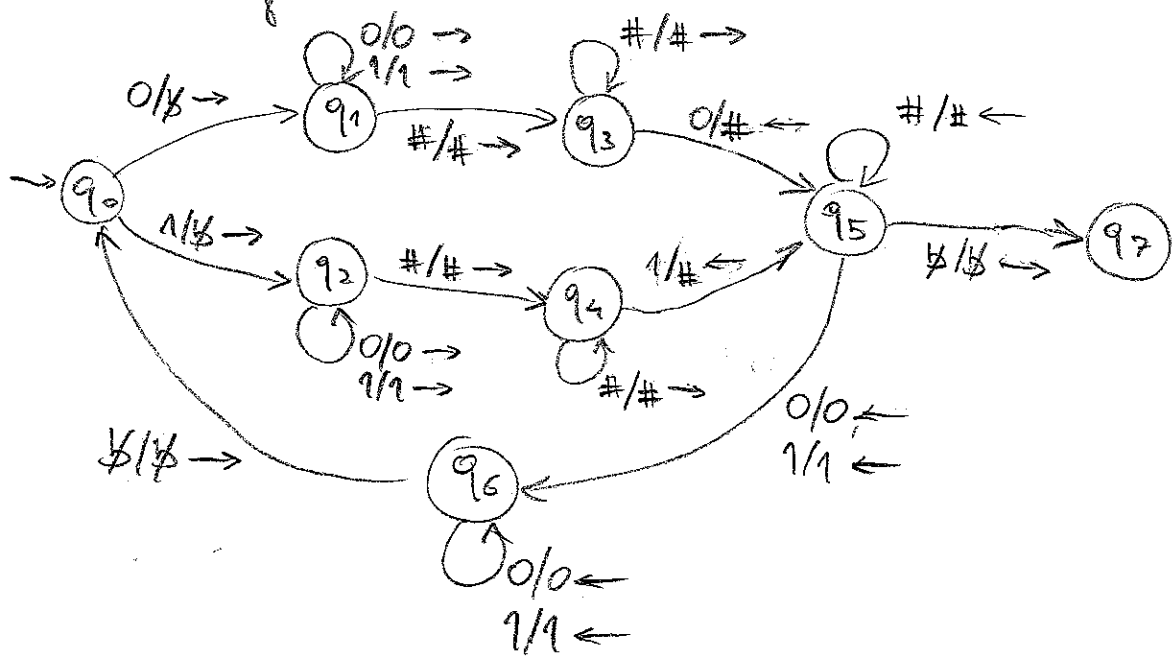 0/0 →
1/1 →
#/# →
0/ƀ →
q1
#/# →
q3
0/# ←
#/# ←
→ q0
q5
1/ƀ →
q2
#/# →
q4
1/# ←
ƀ/ƀ →
q7
0/0 →
1/1 →
#/# →
0/0 ←
1/1 ←
ƀ/ƀ →
q6
0/0 ←
1/1 ←